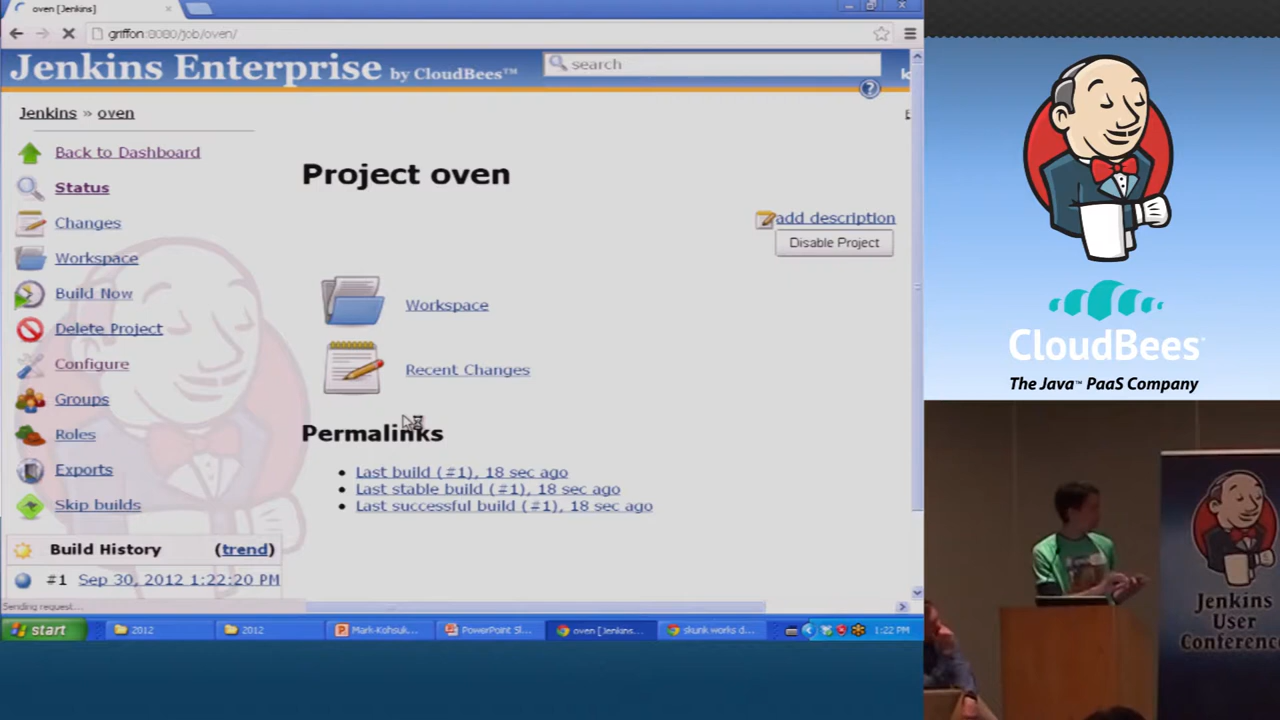 oven [Jenkins]
griffon:8080/job/oven/
Jenkins Enterprise by CloudBees™
search
Jenkins » oven
Back to Dashboard
Status
Changes
Workspace
Build Now
Delete Project
Configure
Groups
Roles
Exports
Skip builds
Build History (trend)
#1 Sep 30, 2012 1:22:20 PM
Sending request...
Project oven
add description
Disable Project
Workspace
Recent Changes
Permalinks
Last build (#1), 18 sec ago
Last stable build (#1), 18 sec ago
Last successful build (#1), 18 sec ago
start
2012
2012
Mark-Kohsuk...
PowerPoint Sl...
oven [Jenkins...
skunk works d...
1:22 PM
CloudBees
The Java™ PaaS Company
Jenkins
User
Conference